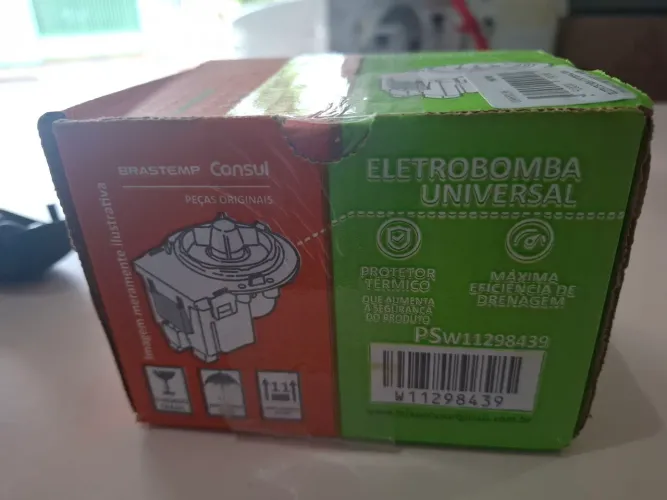 BRASTEMP Consul
PEÇAS ORIGINAIS
Imagem meramente ilustrativa
11
ELETROBOMBA
UNIVERSAL
PROTETOR
TÉRMICO
QUE AUMENTA
A SEGURANÇA
DO PRODUTO
MÁXIMA
EFICIÊNCIA DE
DRENAGEM
PSW11298439
W11298439